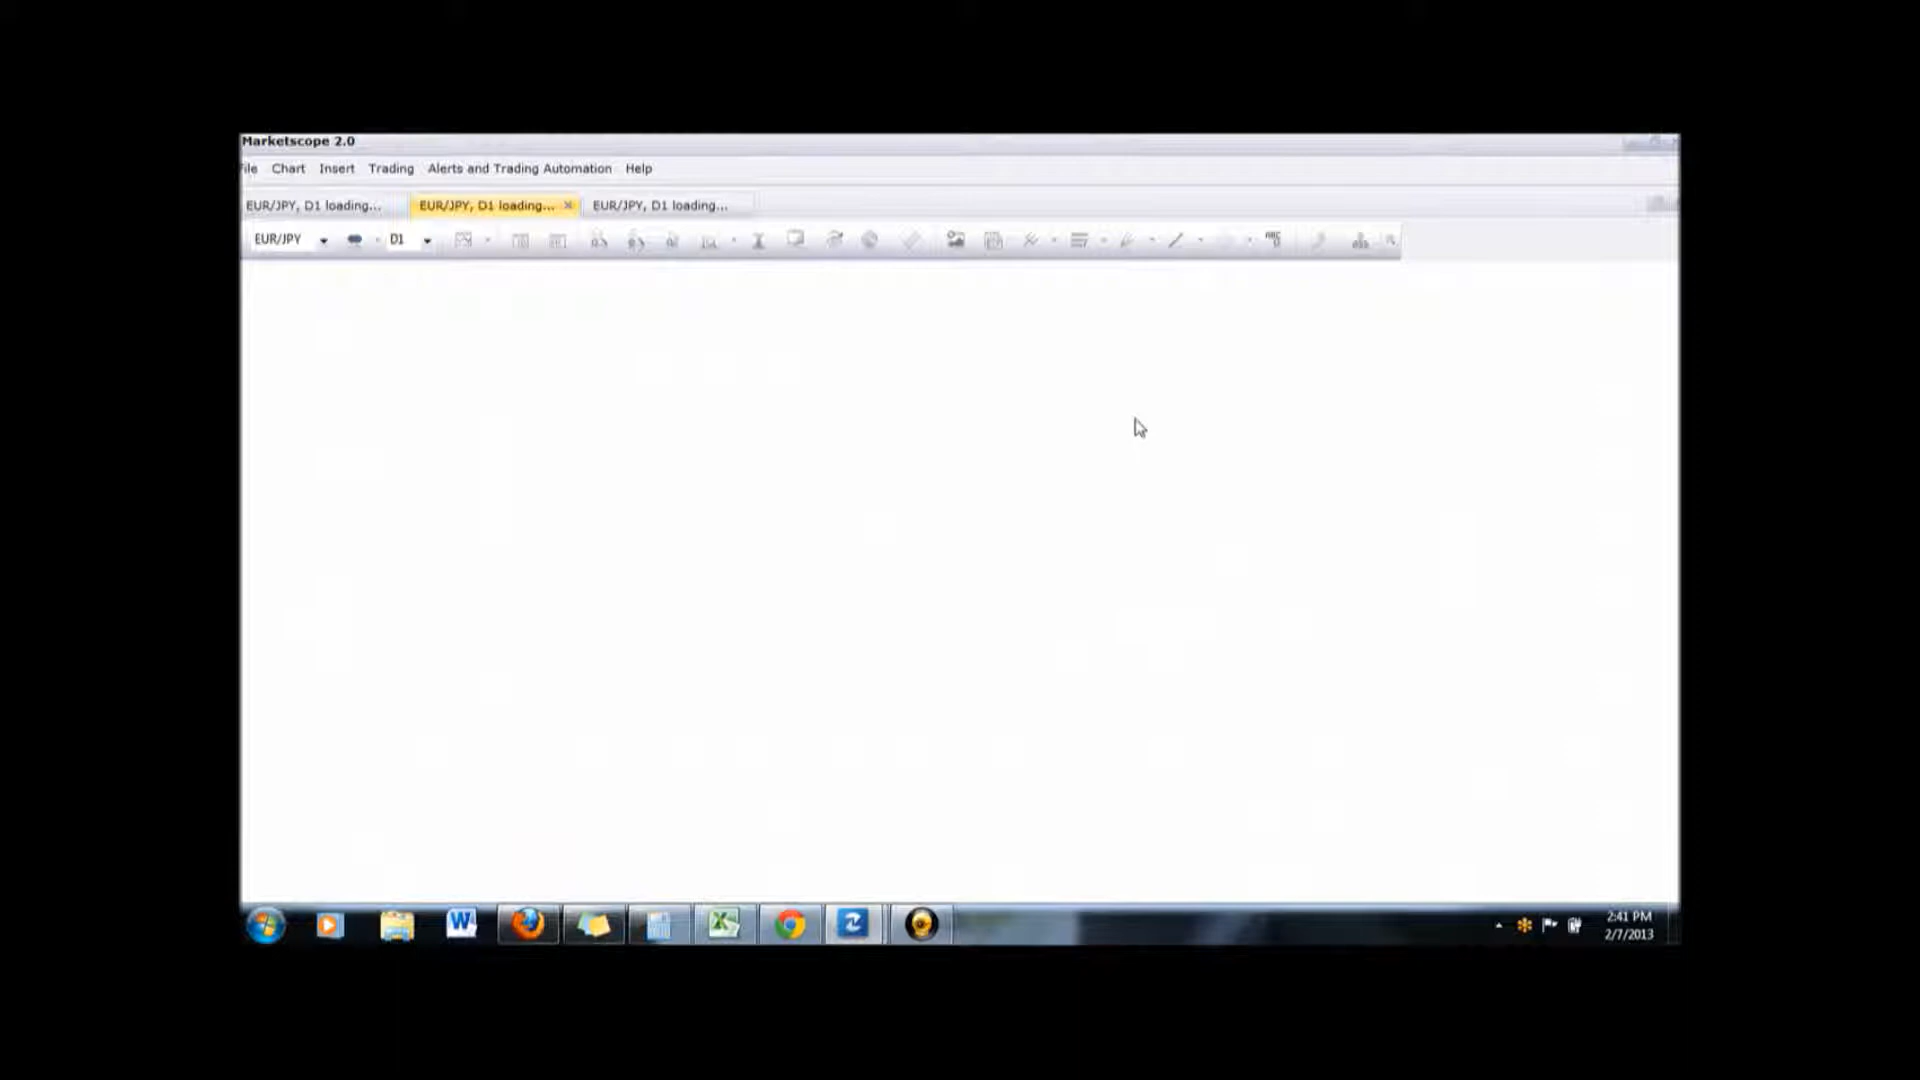 Marketscope 2.0
ile Chart Insert Trading Alerts and Trading Automation Help
EUR/JPY, D1 loading... EUR/JPY, D1 loading... EUR/JPY, D1 loading...
EUR/JPY D1
2:41 PM
2/7/2013